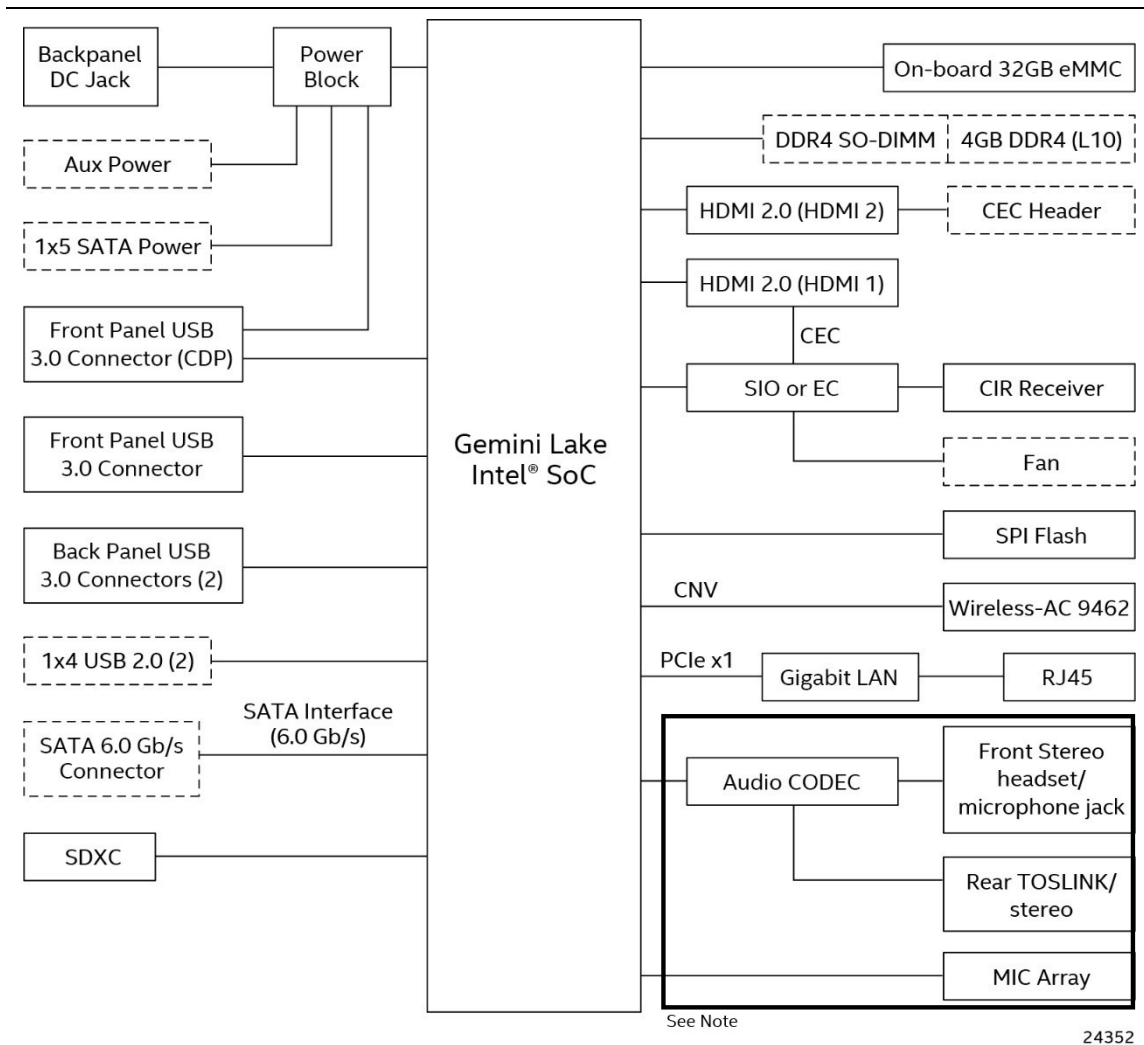 Backpanel
DC Jack
Power
Block
Aux Power
1x5 SATA Power
Front Panel USB
3.0 Connector (CDP)
Front Panel USB
3.0 Connector
Back Panel USB
3.0 Connectors (2)
1x4 USB 2.0 (2)
SATA Interface
(6.0 Gb/s)
SATA 6.0 Gb/s
Connector
SDXC
Gemini Lake
Intel® SoC
On-board 32GB eMMC
DDR4 SO-DIMM
4GB DDR4 (L10)
HDMI 2.0 (HDMI 2)
CEC Header
HDMI 2.0 (HDMI 1)
CEC
SIO or EC
CIR Receiver
Fan
SPI Flash
CNV
Wireless-AC 9462
PCIe x1
Gigabit LAN
RJ45
Audio CODEC
Front Stereo
headset/
microphone jack
Rear TOSLINK/
stereo
MIC Array
See Note
24352